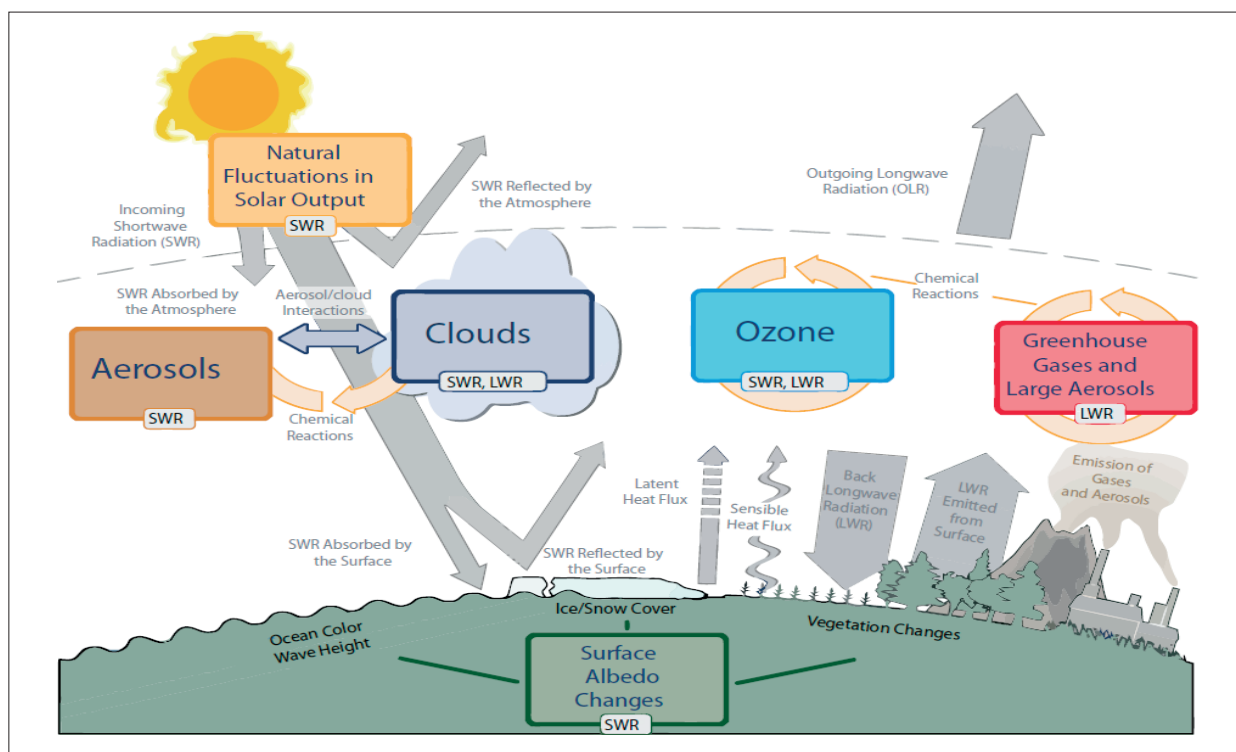 Natural
Fluctuations in
Solar Output
SWR
Incoming
Shortwave
Radiation (SWR)
SWR Reflected by
the Atmosphere
Outgoing Longwave
Radiation (OLR)
SWR Absorbed by
the Atmosphere
Aerosol/cloud
Interactions
Chemical
Reactions
Aerosols
SWR
Clouds
SWR, LWR
Ozone
SWR, LWR
Greenhouse
Gases and
Large Aerosols
LWR
Chemical
Reactions
Latent
Heat Flux
Sensible
Heat Flux
Back
Longwave
Radiation
(LWR)
LWR
Emitted
from
Surface
Emission of
Gases
and Aerosols
SWR Absorbed by
the Surface
SWR Reflected by
the Surface
Ice/Snow Cover
Ocean Color
Wave Height
Vegetation Changes
Surface
Albedo
Changes
SWR